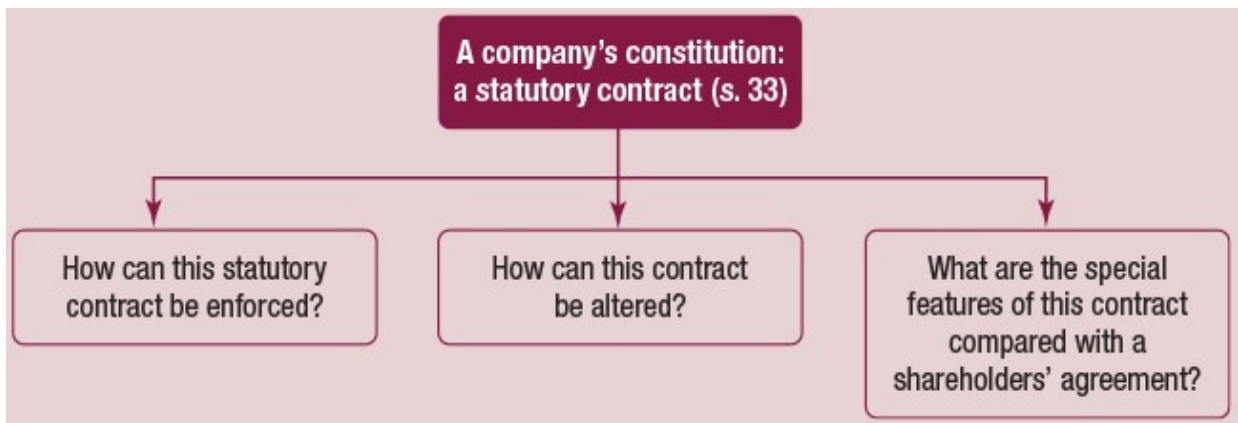 A company's constitution:
a statutory contract (s. 33)
How can this statutory
contract be enforced?
How can this contract
be altered?
What are the special
features of this contract
compared with a
shareholders' agreement?